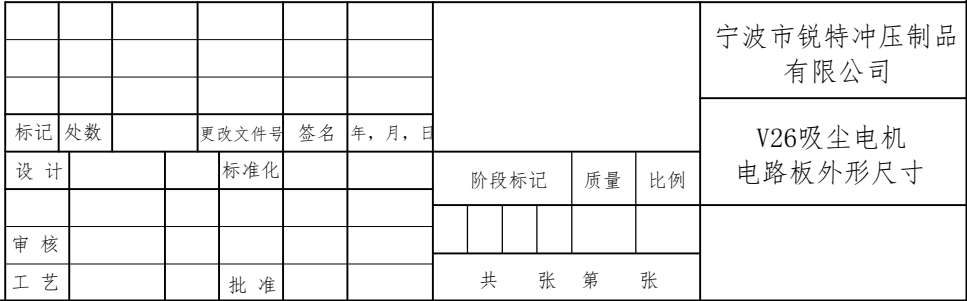 宁波市锐特冲压制品
有限公司
标记 处数 更改文件号 签名 年，月，日
V26吸尘电机
电路板外形尺寸
设 计 标准化
阶段标记 质量 比例
审 核
工 艺 批 准
共 张 第 张